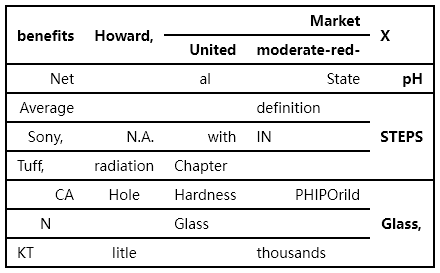 Market
benefits Howard, X
United moderate-red-
Net al State pH
Average definition
Sony, N.A. with IN STEPS
Tuff, radiation Chapter
CA Hole Hardness PHIPOrild
N Glass Glass,
KT litle thousands